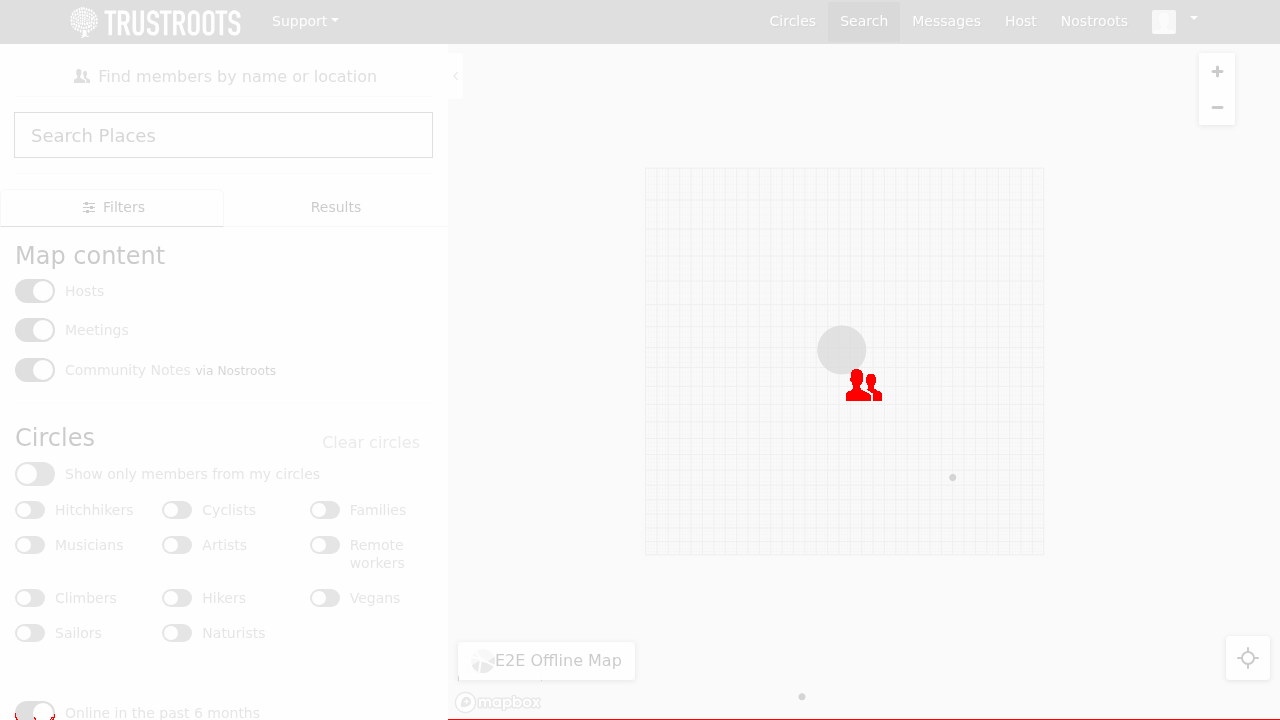 TRUSTROOTS
Support
Circles
Search
Messages
Host
Nostroots
Find members by name or location
Search Places
Filters
Results
Map content
Hosts
Meetings
Community Notes via Nostroots
Circles
Clear circles
Show only members from my circles
Hitchhikers
Cyclists
Families
Musicians
Artists
Remote
workers
Climbers
Hikers
Vegans
Sailors
Naturists
Online in the past 6 months
E2E Offline Map
mapbox